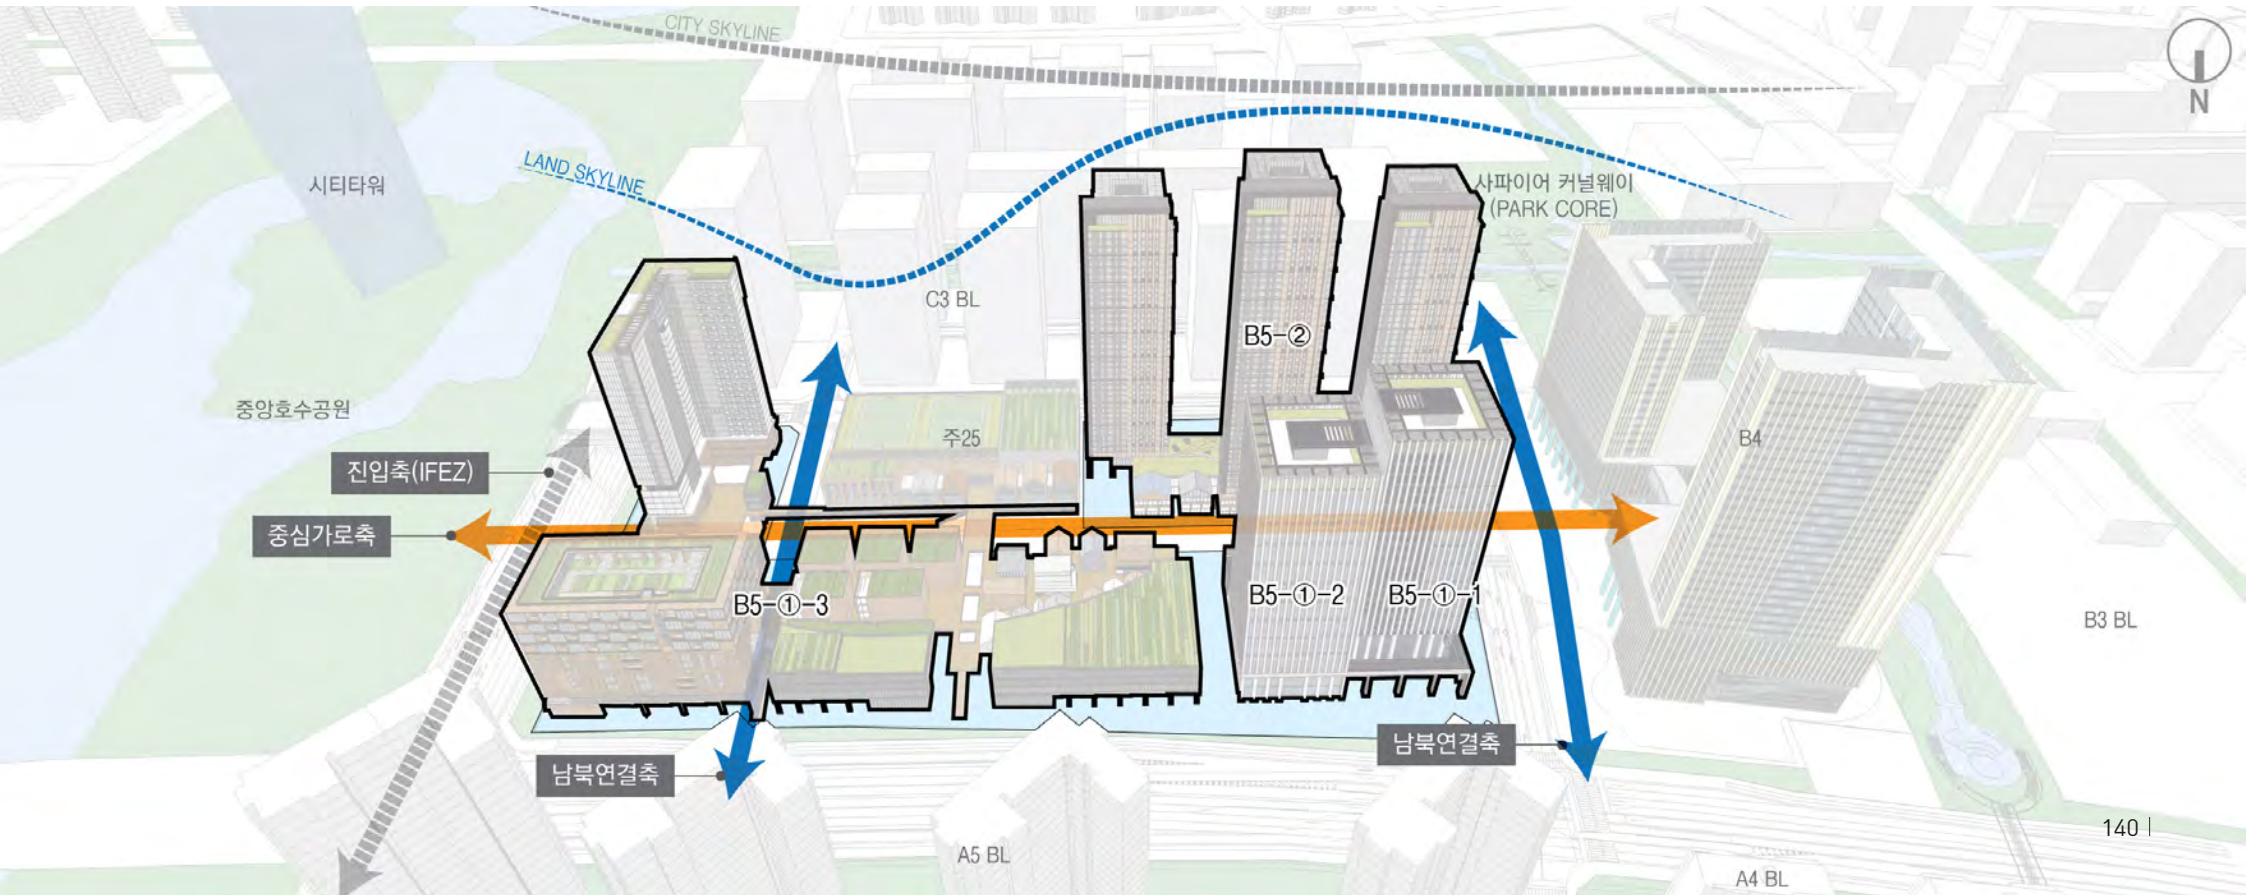 CITY SKYLINE
N
LAND SKYLINE
시티타워
사파이어 커널웨이
(PARK CORE)
C3 BL
B5-②
중앙호수공원
주25
B4
진입축(IFEZ)
중심가로축
B5-①-3
B5-①-2
B5-①-1
B3 BL
남북연결축
남북연결축
140
A5 BL
A4 BL